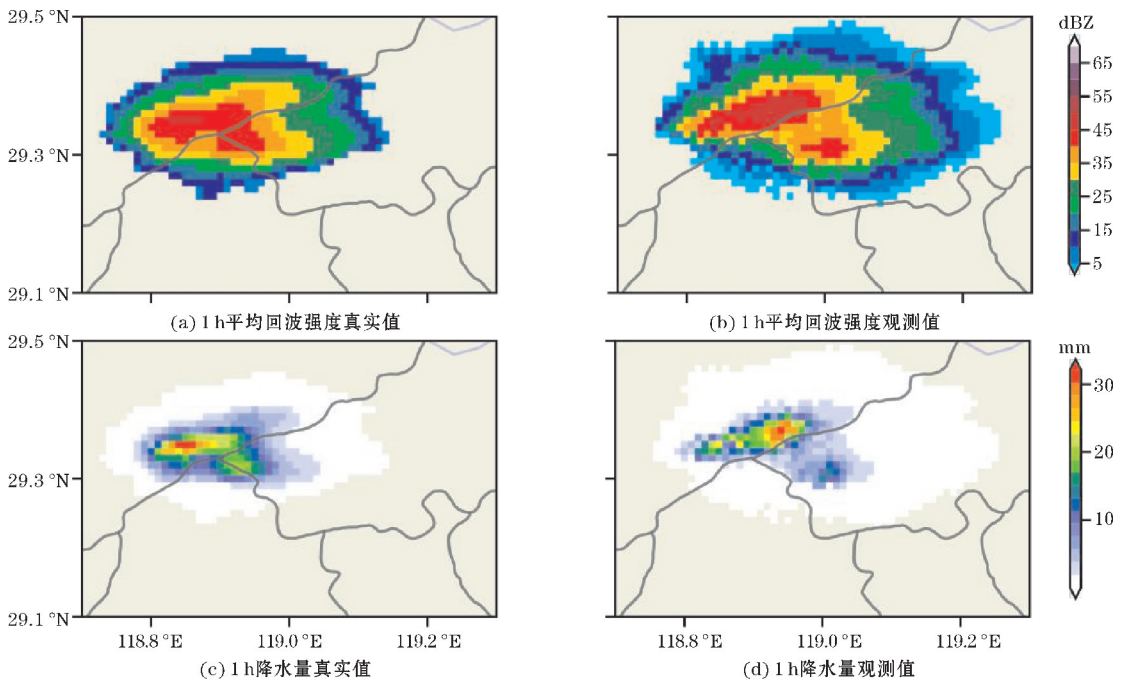 29.5 °N
29.3 °N
29.1 °N
dBZ
65
55
45
35
25
15
5
(a) 1 h平均回波强度真实值
(b) 1 h平均回波强度观测值
29.5 °N
29.3 °N
29.1 °N
118.8 °E
119.0 °E
119.2 °E
118.8 °E
119.0 °E
119.2 °E
mm
30
20
10
(c) 1 h降水量真实值
(d) 1 h降水量观测值